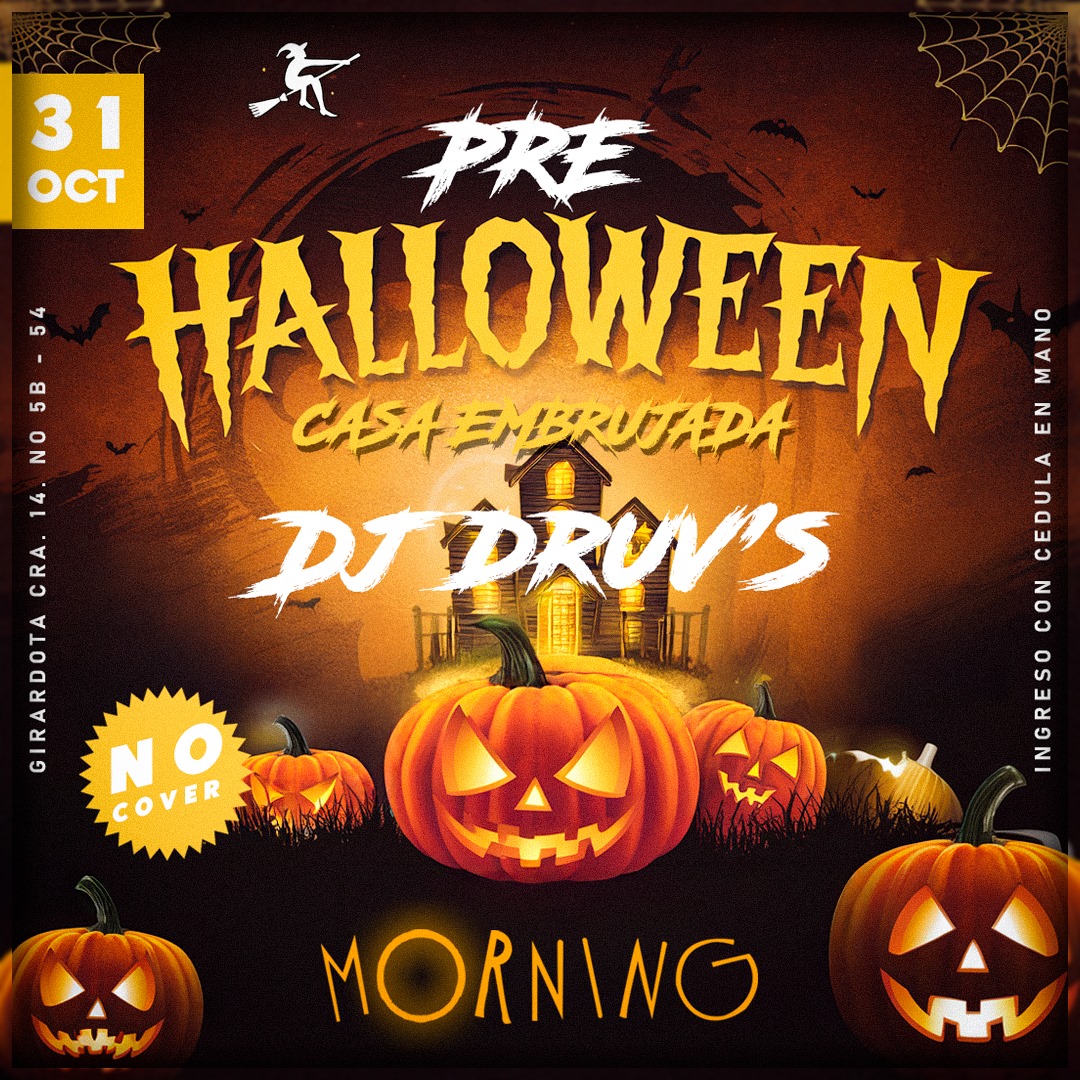 31
OCT
PRE
HALLOWEEN
CASA EMBRUJADA
DJ DRUV'S
GIRARDOTA CRA. 14. NO 5B - 54
INGRESO CON CEDULA EN MANO
NO
COVER
MORNING